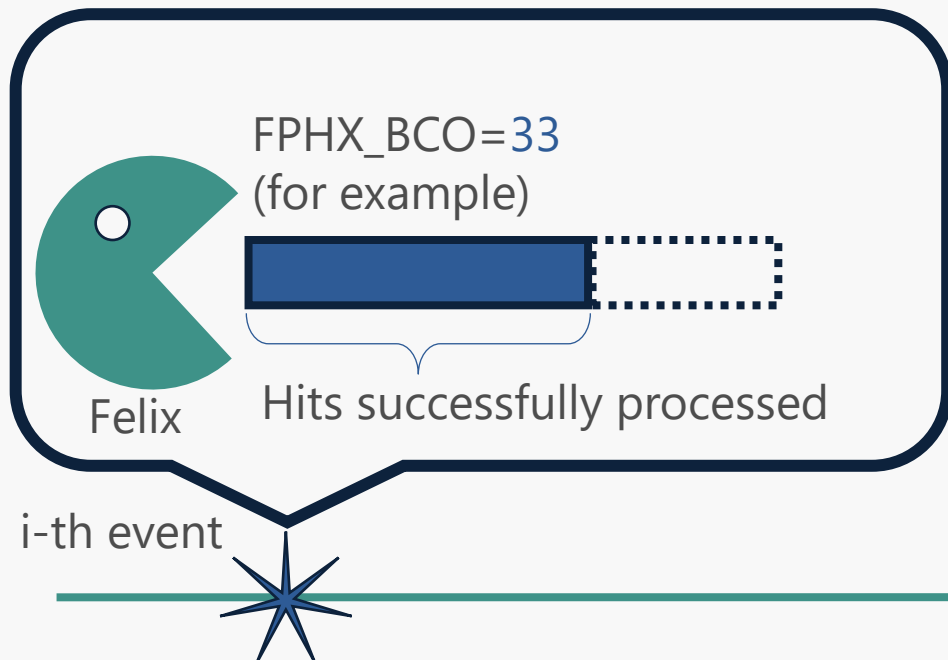 FPHX_BCO=33
(for example)
Felix
Hits successfully processed
i-th event